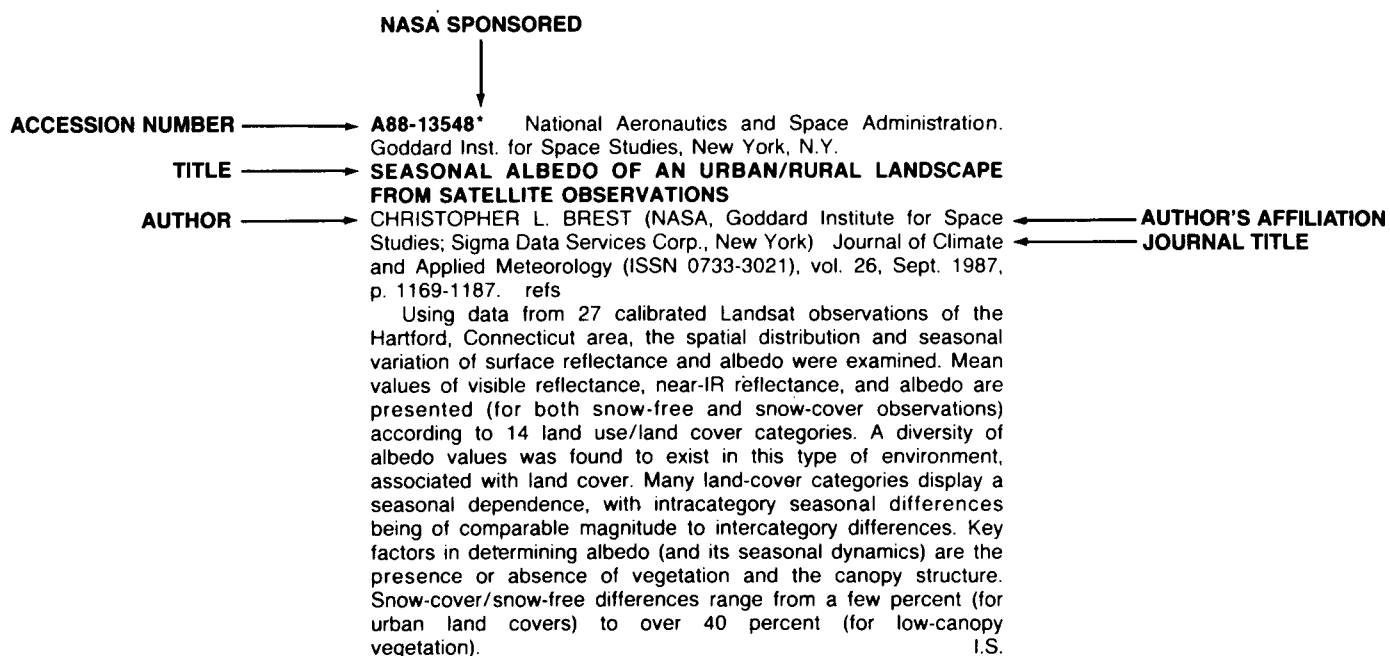 NASA SPONSORED
ACCESSION NUMBER A88-13548* National Aeronautics and Space Administration.
Goddard Inst. for Space Studies, New York, N.Y.
TITLE SEASONAL ALBEDO OF AN URBAN/RURAL LANDSCAPE
FROM SATELLITE OBSERVATIONS
AUTHOR CHRISTOPHER L. BREST (NASA, Goddard Institute for Space AUTHOR'S AFFILIATION
Studies; Sigma Data Services Corp., New York) Journal of Climate JOURNAL TITLE
and Applied Meteorology (ISSN 0733-3021), vol. 26, Sept. 1987,
p. 1169-1187. refs
Using data from 27 calibrated Landsat observations of the
Hartford, Connecticut area, the spatial distribution and seasonal
variation of surface reflectance and albedo were examined. Mean
values of visible reflectance, near-IR reflectance, and albedo are
presented (for both snow-free and snow-cover observations)
according to 14 land use/land cover categories. A diversity of
albedo values was found to exist in this type of environment,
associated with land cover. Many land-cover categories display a
seasonal dependence, with intracategory seasonal differences
being of comparable magnitude to intercategory differences. Key
factors in determining albedo (and its seasonal dynamics) are the
presence or absence of vegetation and the canopy structure.
Snow-cover/snow-free differences range from a few percent (for
urban land covers) to over 40 percent (for low-canopy
vegetation). I.S.